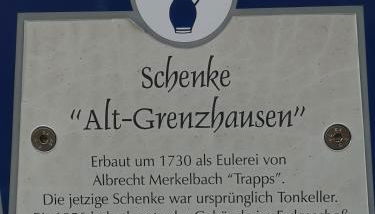 Schenke
"Alt-Grenzhausen"
Erbaut um 1730 als Eulerei von
Albrecht Merkelbach "Trapps".
Die jetzige Schenke war ursprünglich Tonkeller.